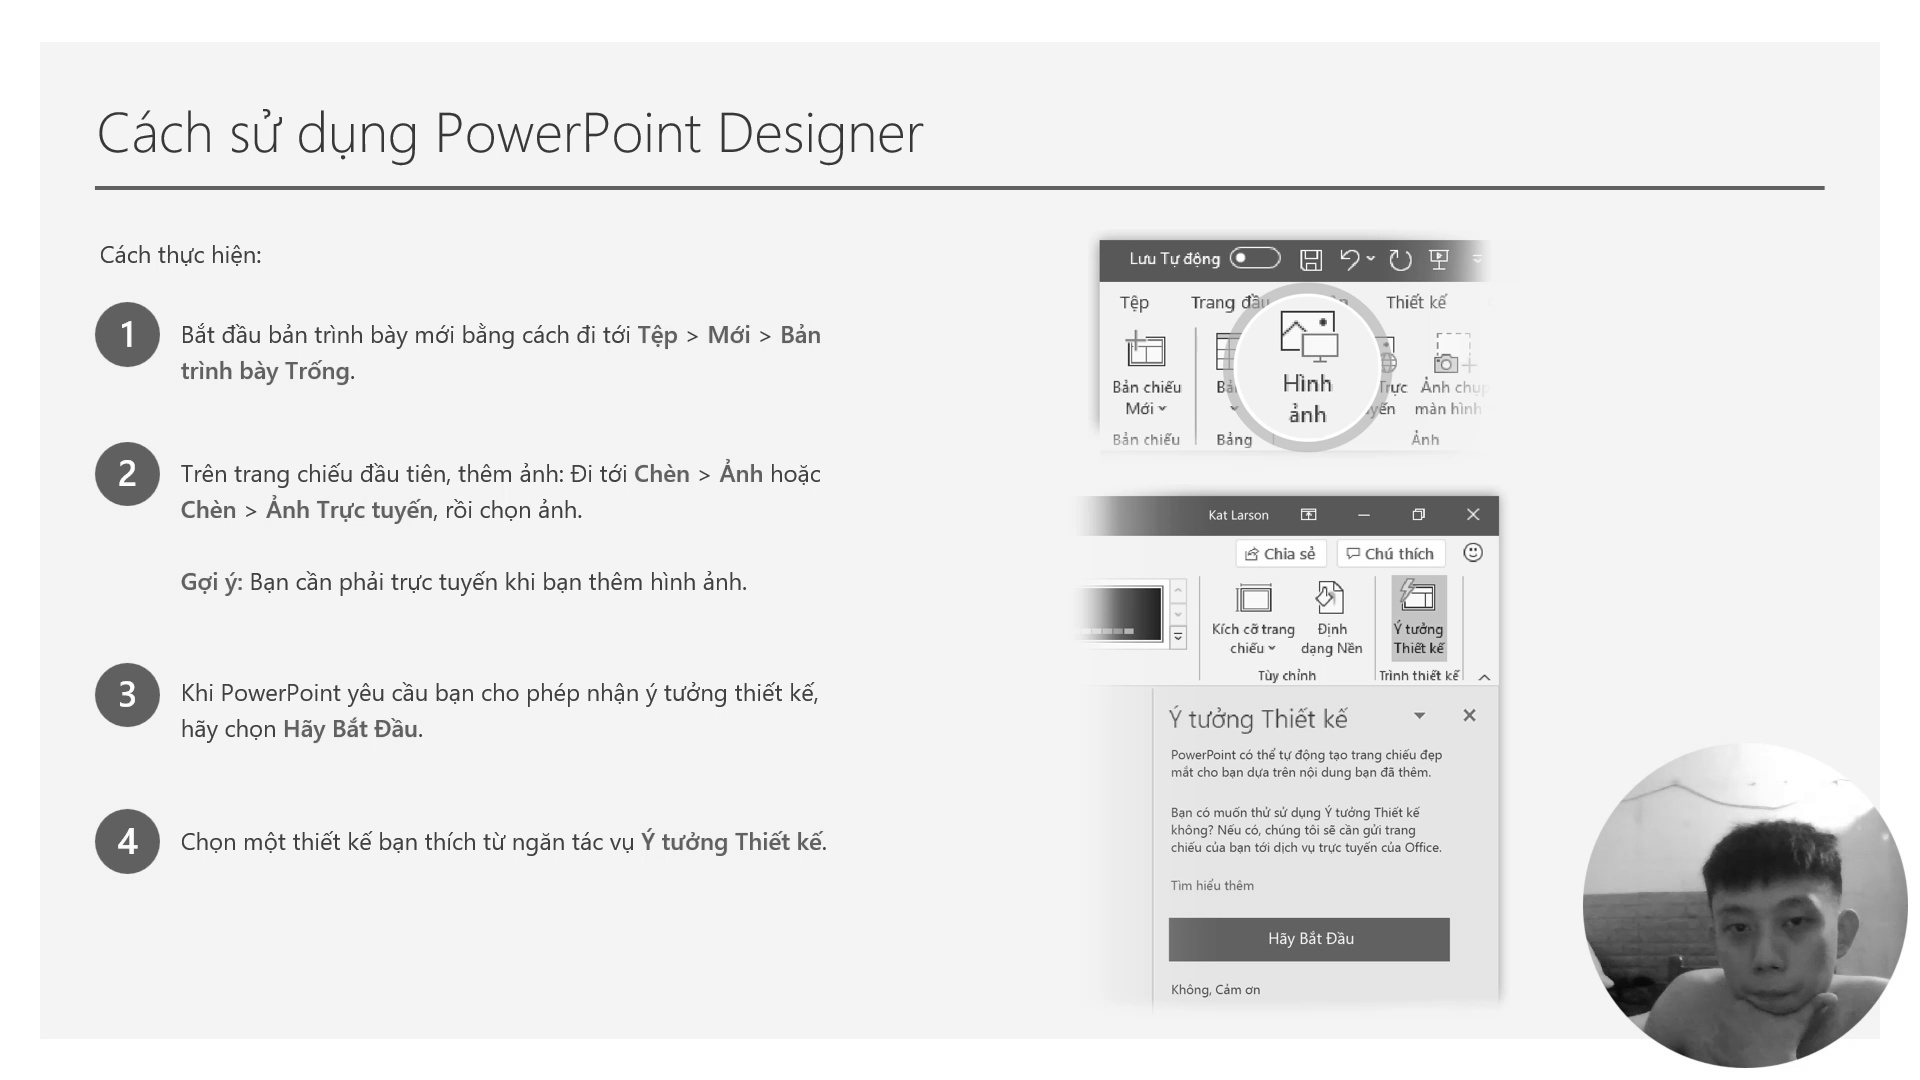 Cách sử dụng PowerPoint Designer
Cách thực hiện:
1
Bắt đầu bản trình bày mới bằng cách đi tới Tệp > Mới > Bản
trình bày Trống.
2
Trên trang chiếu đầu tiên, thêm ảnh: Đi tới Chèn > Ảnh hoặc
Chèn > Ảnh Trực tuyến, rồi chọn ảnh.
Gợi ý: Bạn cần phải trực tuyến khi bạn thêm hình ảnh.
3
Khi PowerPoint yêu cầu bạn cho phép nhận ý tưởng thiết kế,
hãy chọn Hãy Bắt Đầu.
4
Chọn một thiết kế bạn thích từ ngăn tác vụ Ý tưởng Thiết kế.
Lưu Tự động
Tệp Trang đầu Thiết kế
Bản chiếu
Mới
Hình
ảnh
Ảnh chụp
màn hình
Bản chiếu Bảng Ảnh
Kat Larson
Chia sẻ Chú thích
Kích cỡ trang
chiếu
Định
dạng Nền
Ý tưởng
Thiết kế
Tùy chỉnh Trình thiết kế
Ý tưởng Thiết kế
PowerPoint có thể tự động tạo trang chiếu đẹp
mắt cho bạn dựa trên nội dung bạn đã thêm.
Bạn có muốn thử sử dụng Ý tưởng Thiết kế
không? Nếu có, chúng tôi sẽ cần gửi trang
chiếu của bạn tới dịch vụ trực tuyến của Office.
Tìm hiểu thêm
Hãy Bắt Đầu
Không, Cảm ơn